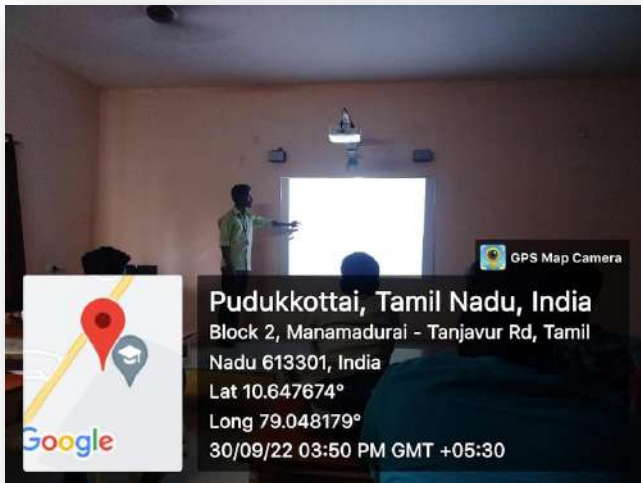 GPS Map Camera
Pudukkottai, Tamil Nadu, India
Block 2, Manamadurai - Tanjavur Rd, Tamil
Nadu 613301, India
Lat 10.647674°
Long 79.048179°
30/09/22 03:50 PM GMT +05:30
Google